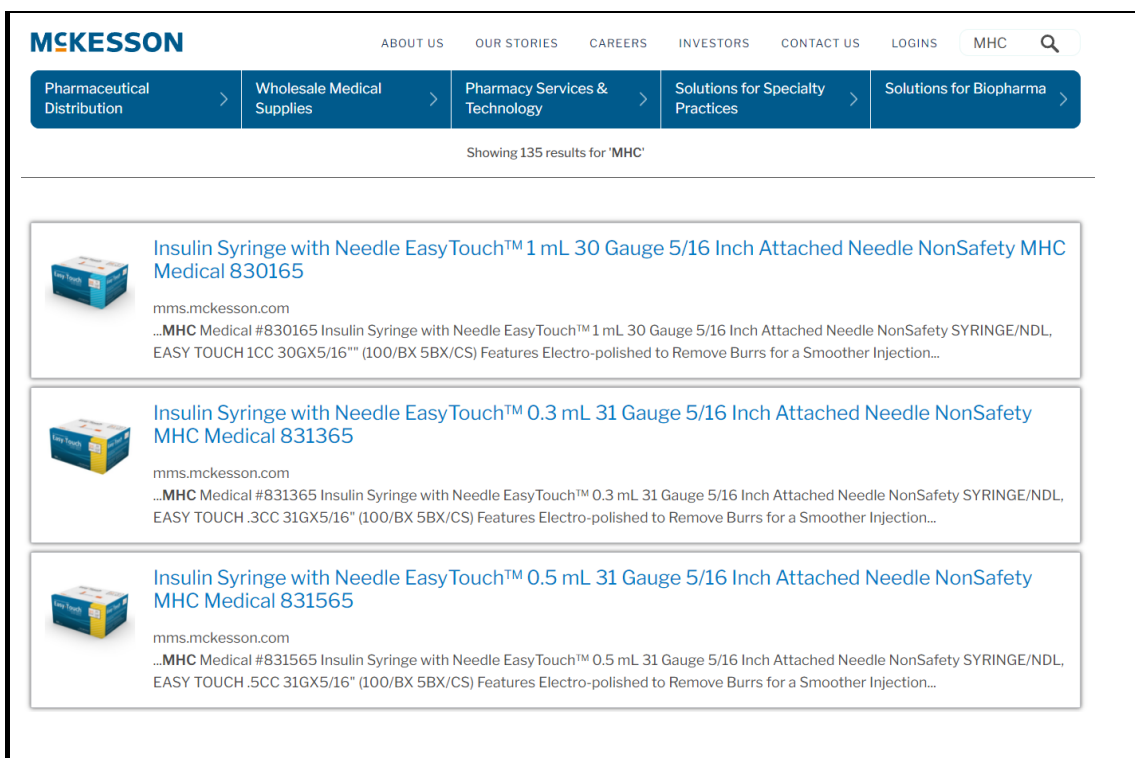 MCKESSON
ABOUT US OUR STORIES CAREERS INVESTORS CONTACT US LOGINS MHC
Pharmaceutical Distribution
Wholesale Medical Supplies
Pharmacy Services & Technology
Solutions for Specialty Practices
Solutions for Biopharma
Showing 135 results for 'MHC'
Insulin Syringe with Needle EasyTouch™ 1 mL 30 Gauge 5/16 Inch Attached Needle NonSafety MHC
Medical 830165
mms.mckesson.com
...MHC Medical #830165 Insulin Syringe with Needle EasyTouch™ 1 mL 30 Gauge 5/16 Inch Attached Needle NonSafety SYRINGE/NDL,
EASY TOUCH 1CC 30GX5/16"" (100/BX 5BX/CS) Features Electro-polished to Remove Burrs for a Smoother Injection...
Insulin Syringe with Needle EasyTouch™ 0.3 mL 31 Gauge 5/16 Inch Attached Needle NonSafety
MHC Medical 831365
mms.mckesson.com
...MHC Medical #831365 Insulin Syringe with Needle EasyTouch™ 0.3 mL 31 Gauge 5/16 Inch Attached Needle NonSafety SYRINGE/NDL,
EASY TOUCH .3CC 31GX5/16" (100/BX 5BX/CS) Features Electro-polished to Remove Burrs for a Smoother Injection...
Insulin Syringe with Needle EasyTouch™ 0.5 mL 31 Gauge 5/16 Inch Attached Needle NonSafety
MHC Medical 831565
mms.mckesson.com
...MHC Medical #831565 Insulin Syringe with Needle EasyTouch™ 0.5 mL 31 Gauge 5/16 Inch Attached Needle NonSafety SYRINGE/NDL,
EASY TOUCH .5CC 31GX5/16" (100/BX 5BX/CS) Features Electro-polished to Remove Burrs for a Smoother Injection...